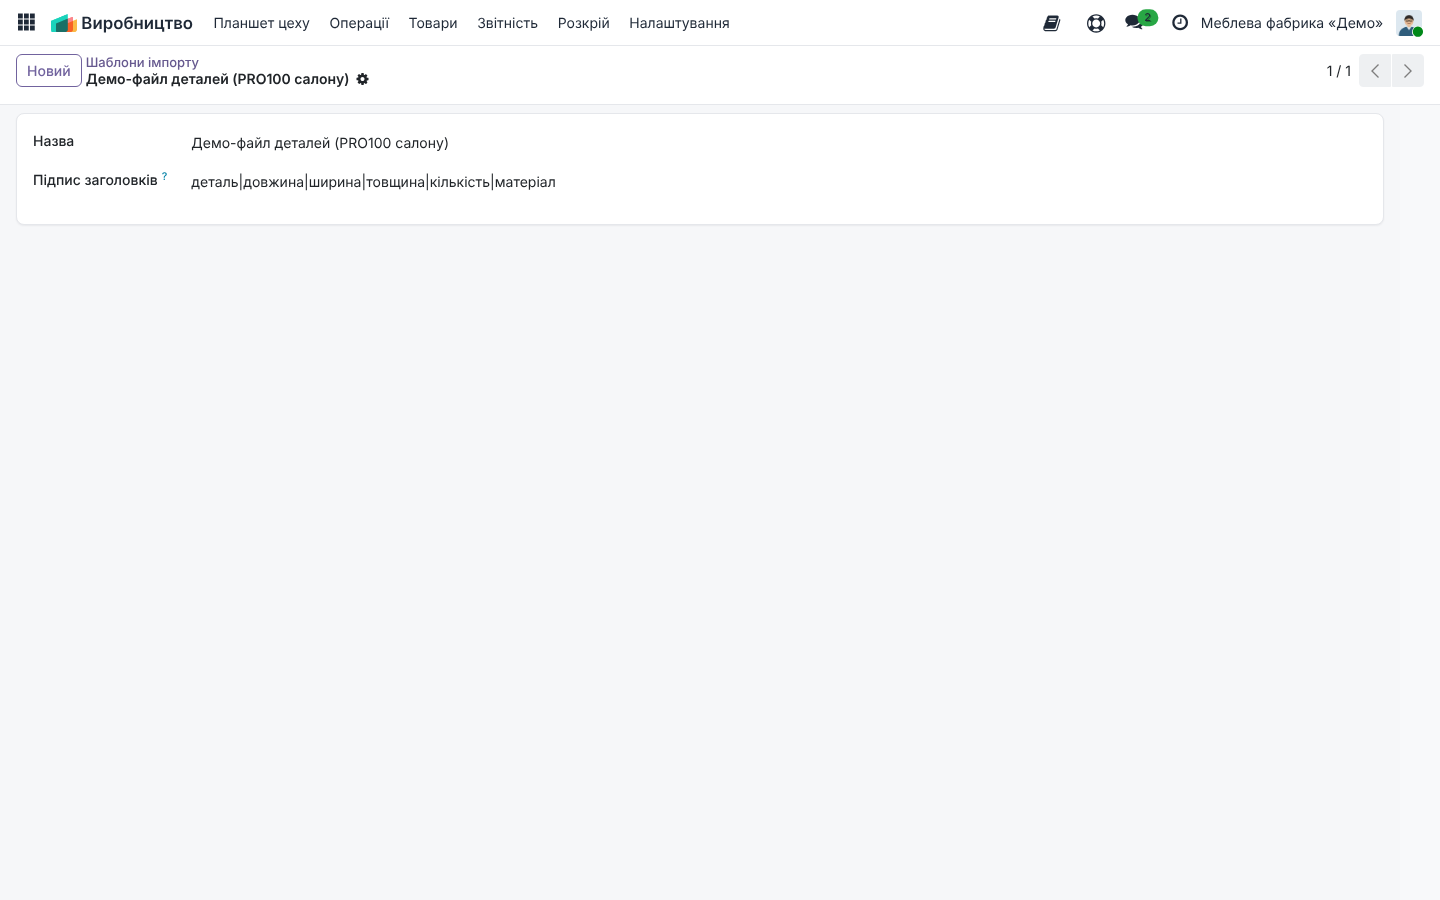 Виробництво Планшет цеху Операції Товари Звітність Розкрій Налаштування 2 Меблева фабрика «Демо»
Новий Шаблони імпорту
Демо-файл деталей (PRO100 салону) 1 / 1
Назва Демо-файл деталей (PRO100 салону)
Підпис заголовків ? деталь|довжина|ширина|товщина|кількість|матеріал